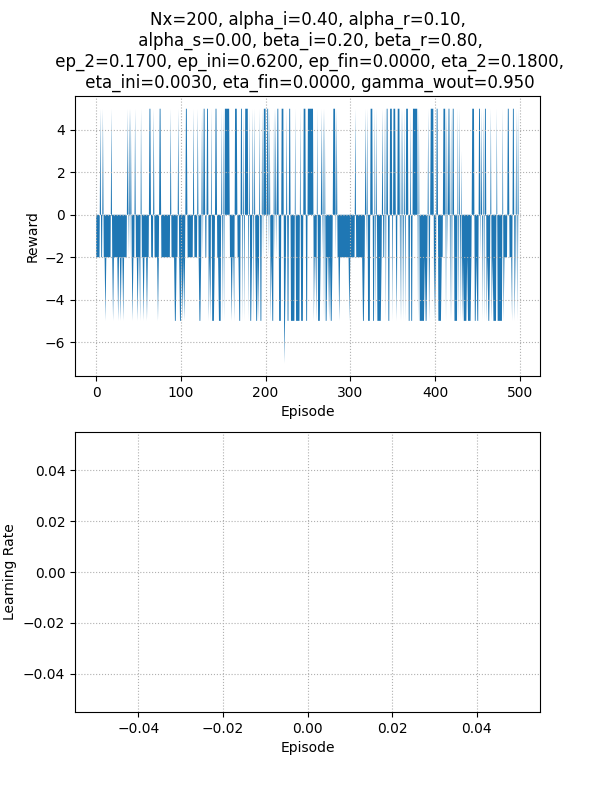 Nx=200, alpha_i=0.40, alpha_r=0.10,
alpha_s=0.00, beta_i=0.20, beta_r=0.80,
ep_2=0.1700, ep_ini=0.6200, ep_fin=0.0000, eta_2=0.1800,
eta_ini=0.0030, eta_fin=0.0000, gamma_wout=0.950
4
2
0
−2
−4
−6
Reward
0 100 200 300 400 500
Episode
0.04
0.02
0.00
−0.02
−0.04
Learning Rate
−0.04 −0.02 0.00 0.02 0.04
Episode